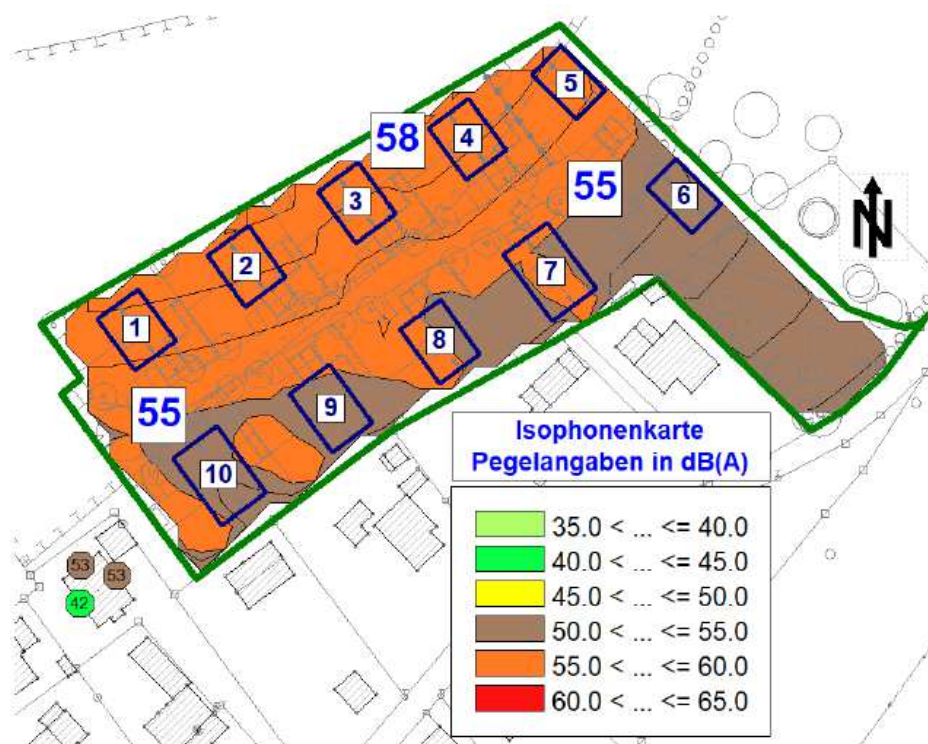 5
58
4
55
6
3
N
2
7
1
8
55
9
Isophonenkarte
Pegelangaben in dB(A)
10
35.0 < ... <= 40.0
40.0 < ... <= 45.0
45.0 < ... <= 50.0
50.0 < ... <= 55.0
55.0 < ... <= 60.0
60.0 < ... <= 65.0
53
53
42